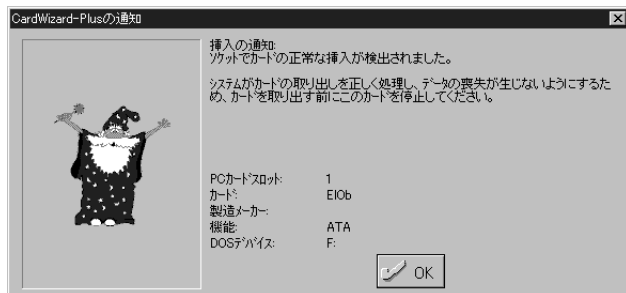 CardWizard-Plusの通知
挿入の通知:
ソケットでカードの正常な挿入が検出されました。
システムがカードの取り出しを正しく処理し、データの喪失が生じないようにするた
め、カードを取り出す前にこのカードを停止してください。
PCカードスロット: 1
カード: EIOb
製造メーカー:
機能: ATA
DOSデバイス: F:
OK